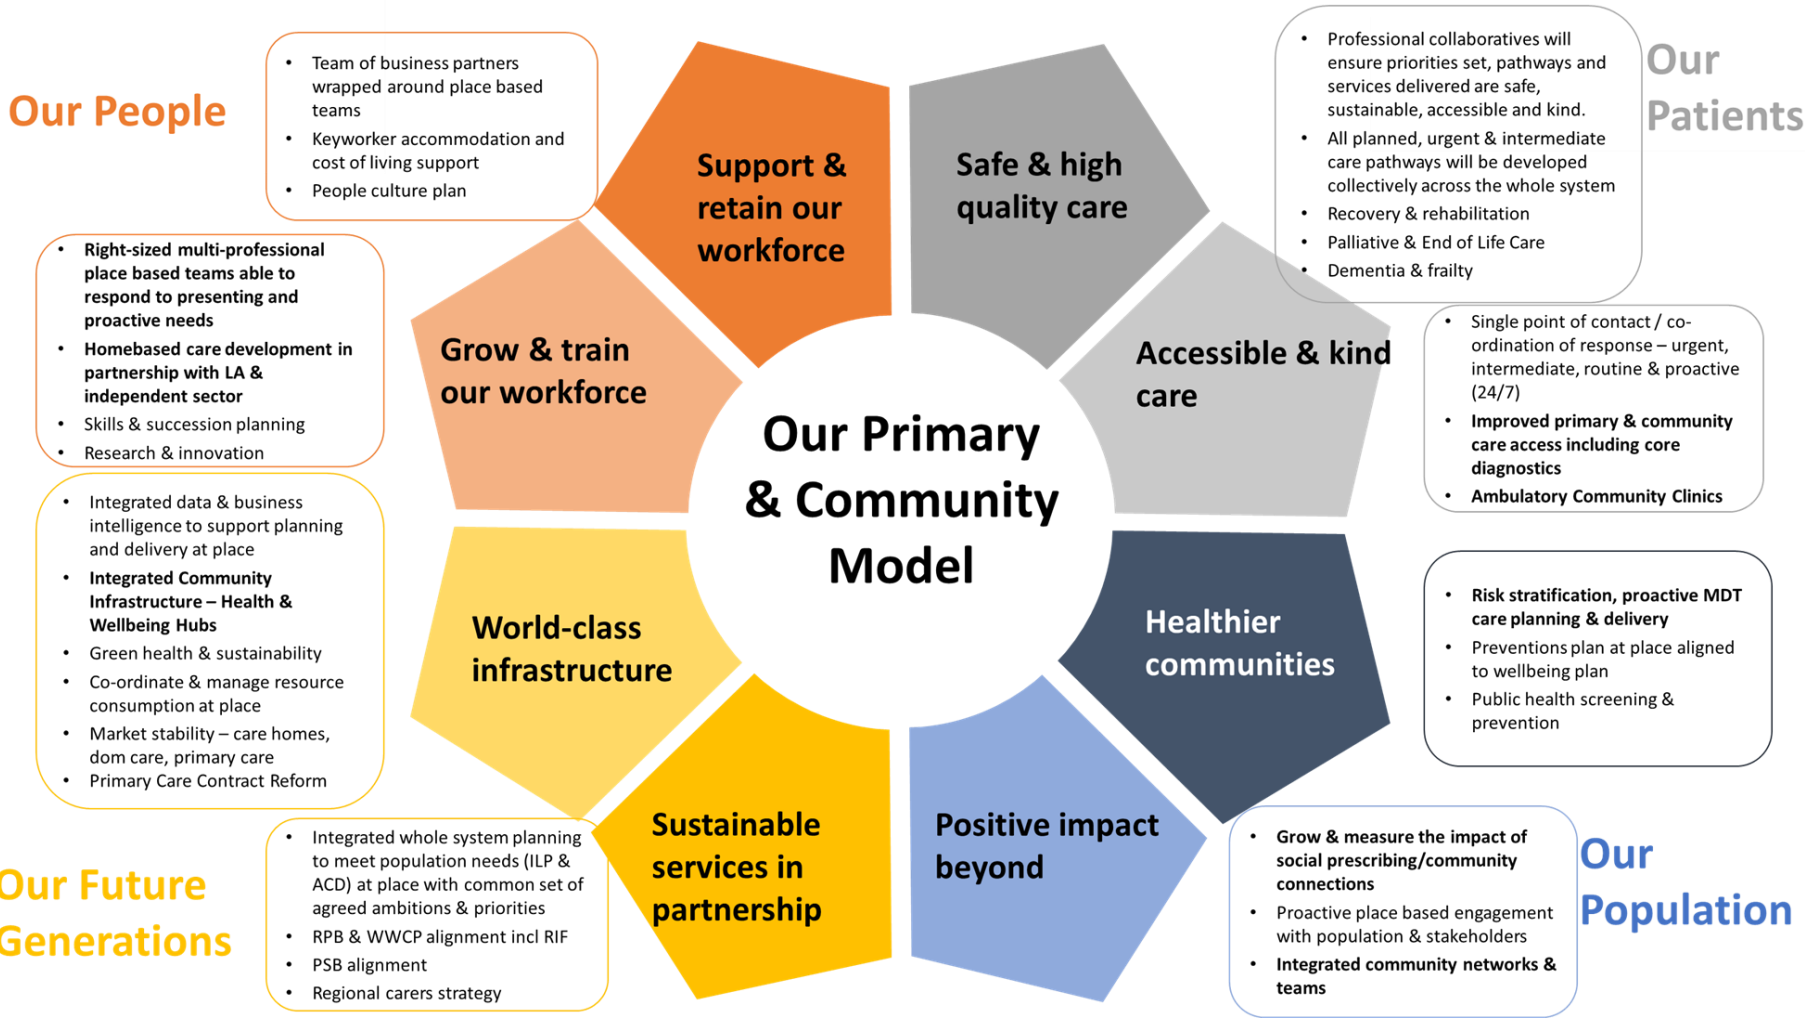 Our People
• Team of business partners
wrapped around place based
teams
• Keyworker accommodation and
cost of living support
• People culture plan
Support &
retain our
workforce
Safe & high
quality care
• Professional collaboratives will
ensure priorities set, pathways and
services delivered are safe,
sustainable, accessible and kind.
• All planned, urgent & intermediate
care pathways will be developed
collectively across the whole system
• Recovery & rehabilitation
• Palliative & End of Life Care
• Dementia & frailty
Our
Patients
• Right-sized multi-professional
place based teams able to
respond to presenting and
proactive needs
• Homebased care development in
partnership with LA &
independent sector
• Skills & succession planning
• Research & innovation
Grow & train
our workforce
Accessible & kind
care
• Single point of contact / co-
ordination of response – urgent,
intermediate, routine & proactive
(24/7)
• Improved primary & community
care access including core
diagnostics
• Ambulatory Community Clinics
Our Primary
& Community
Model
• Integrated data & business
intelligence to support planning
and delivery at place
• Integrated Community
Infrastructure – Health &
Wellbeing Hubs
• Green health & sustainability
• Co-ordinate & manage resource
consumption at place
• Market stability – care homes,
dom care, primary care
• Primary Care Contract Reform
World-class
infrastructure
Healthier
communities
• Risk stratification, proactive MDT
care planning & delivery
• Preventions plan at place aligned
to wellbeing plan
• Public health screening &
prevention
Our Future
Generations
• Integrated whole system planning
to meet population needs (ILP &
ACD) at place with common set of
agreed ambitions & priorities
• RPB & WWCP alignment incl RIF
• PSB alignment
• Regional carers strategy
Sustainable
services in
partnership
Positive impact
beyond
• Grow & measure the impact of
social prescribing/community
connections
• Proactive place based engagement
with population & stakeholders
• Integrated community networks &
teams
Our
Population